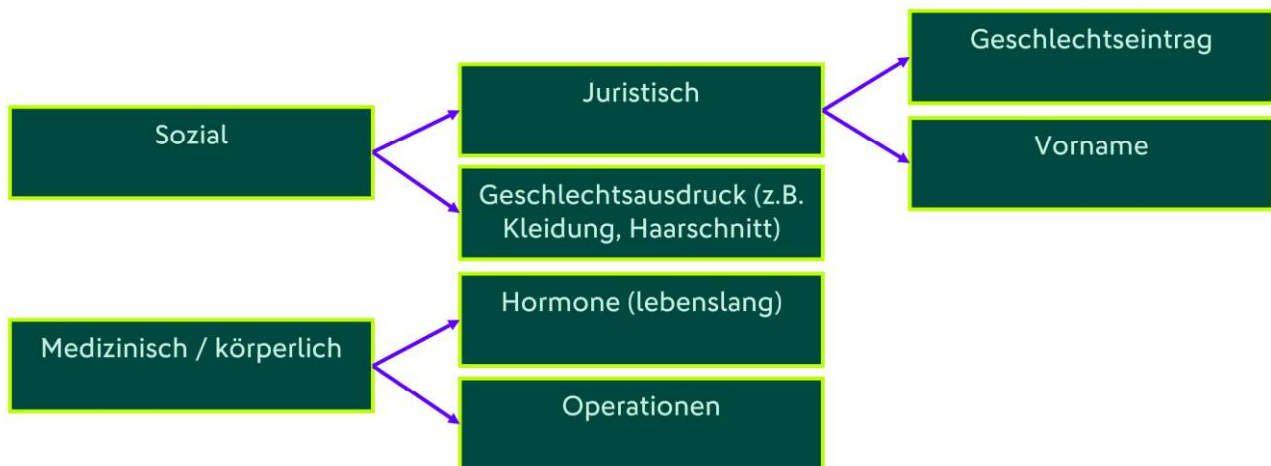 Sozial
Juristisch
Geschlechtseintrag
Vorname
Geschlechtsausdruck (z.B.
Kleidung, Haarschnitt)
Medizinisch / körperlich
Hormone (lebenslang)
Operationen